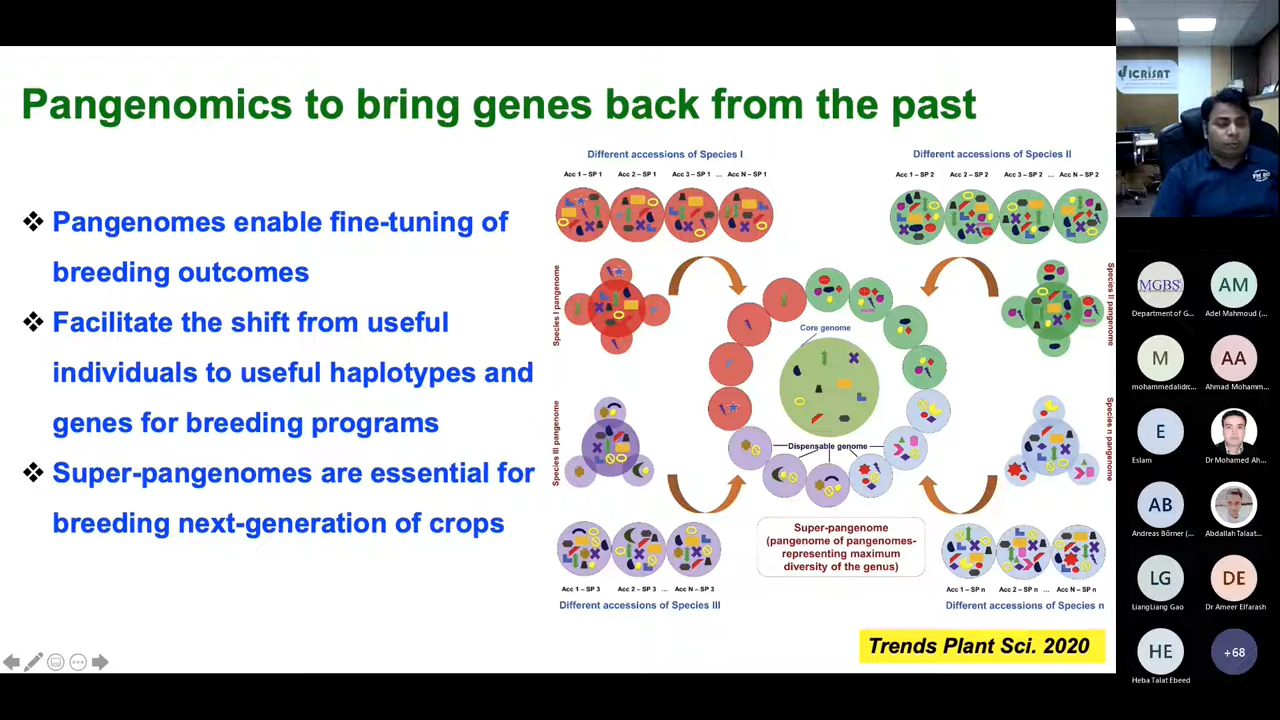 Pangenomics to bring genes back from the past
❖ Pangenomes enable fine-tuning of
breeding outcomes
❖ Facilitate the shift from useful
individuals to useful haplotypes and
genes for breeding programs
❖ Super-pangenomes are essential for
breeding next-generation of crops
Different accessions of Species I
Acc 1 – SP 1 Acc 2 – SP 1 Acc 3 – SP 1 ... Acc N – SP 1
Different accessions of Species II
Acc 1 – SP 2 Acc 2 – SP 2 Acc 3 – SP 2 ... Acc N – SP 2
Species I pangenome
Species II pangenome
Core genome
Species III pangenome
Dispensable genome
Species n pangenome
Super-pangenome
(pangenome of pangenomes-
representing maximum
diversity of the genus)
Acc 1 – SP 3 Acc 2 – SP 3 ... Acc N – SP 3
Different accessions of Species III
Acc 1 – SP n Acc 2 – SP n ... Acc N – SP n
Different accessions of Species n
Trends Plant Sci. 2020
ICRISAT
MGBS
Department of G...
AM
Adel Mahmoud (...
M
mohammedalidrc...
AA
Ahmad Mohamm...
E
Eslam
Dr Mohamed Ah...
AB
Andreas Börner (...
Abdallah Talaat...
LG
LiangLiang Gao
DE
Dr Ameer Elfarash
HE
Heba Talat Ebeed
+68